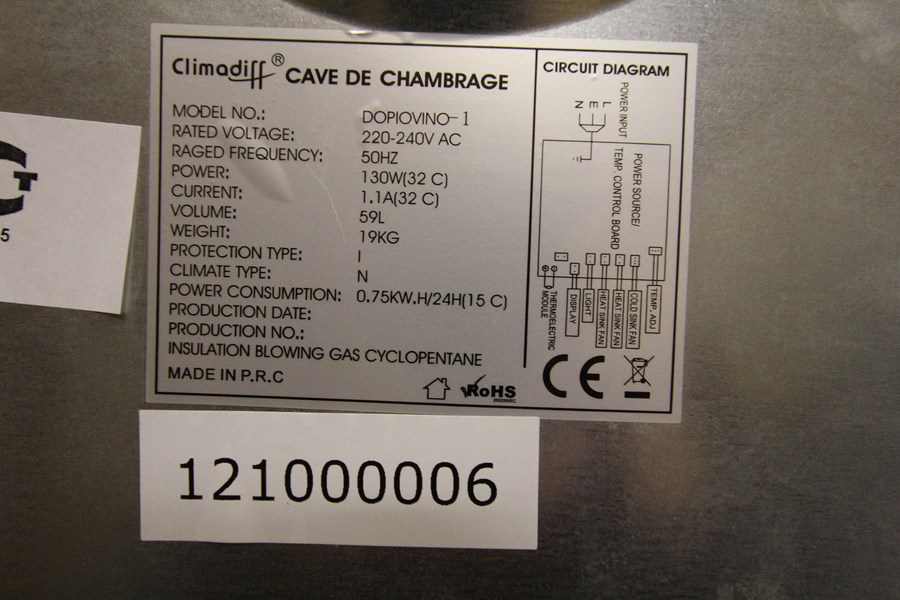 Climadiff® CAVE DE CHAMBRAGE
MODEL NO.: DOPIOVINO-1
RATED VOLTAGE: 220-240V AC
RAGED FREQUENCY: 50HZ
POWER: 130W(32 C)
CURRENT: 1.1A(32 C)
VOLUME: 59L
WEIGHT: 19KG
PROTECTION TYPE: I
CLIMATE TYPE: N
POWER CONSUMPTION: 0.75KW.H/24H(15 C)
PRODUCTION DATE:
PRODUCTION NO.:
INSULATION BLOWING GAS CYCLOPENTANE
MADE IN P.R.C
RoHS
CIRCUIT DIAGRAM
POWER INPUT
L
E
N
POWER SOURCE/
TEMP. CONTROL BOARD
TEMP. ADJ
COLD SINK FAN
HEAT SINK FAN
HEAT SINK FAN
LIGHT
DISPLAY
THERMOELECTRIC
MODULE
CE
121000006
5